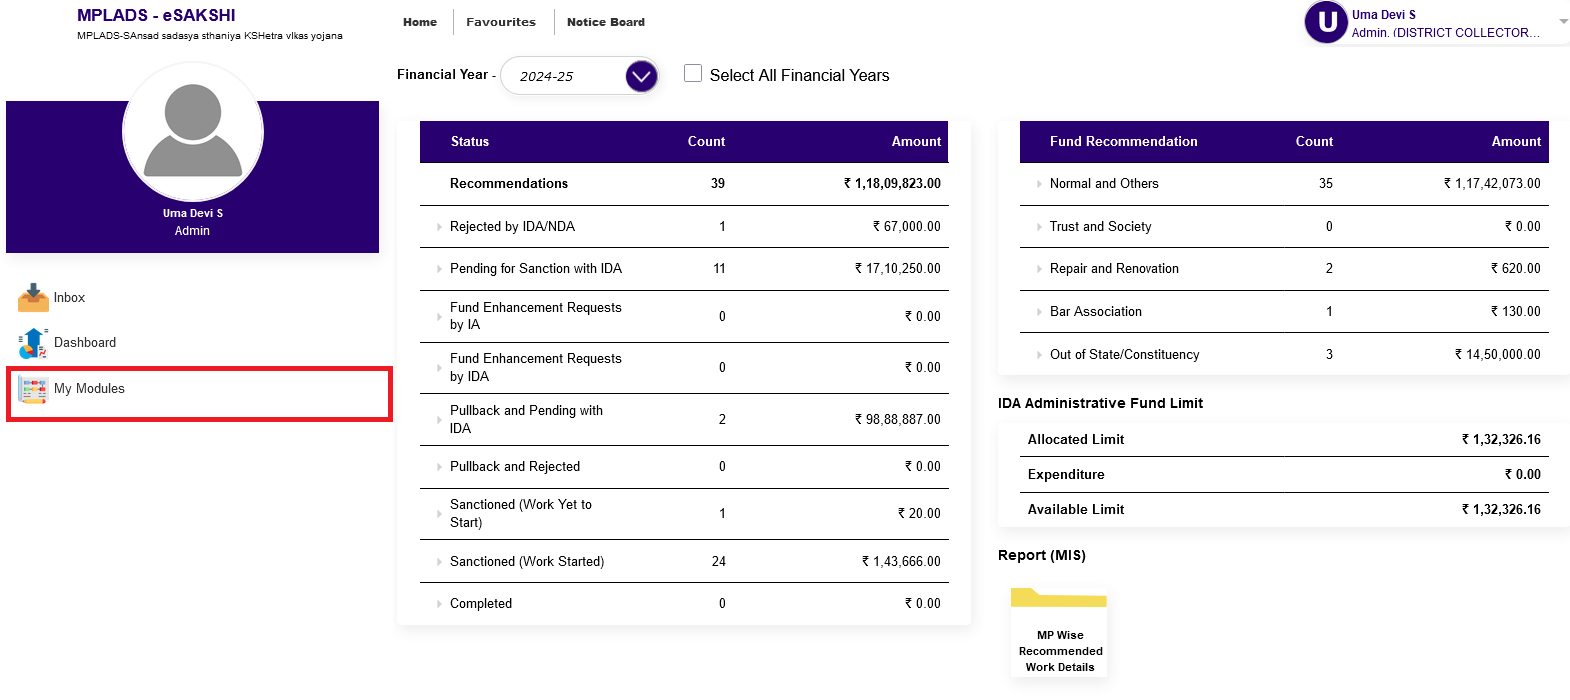 MPLADS - eSAKSHI
MPLADS-SAnsad sadasya sthaniya KSHetra vIkas yojana
Home
Favourites
Notice Board
U
Uma Devi S
Admin. (DISTRICT COLLECTOR...
Financial Year - 2024-25
Select All Financial Years
Uma Devi S
Admin
Inbox
Dashboard
My Modules
Status Count Amount
Recommendations 39 ₹ 1,18,09,823.00
Rejected by IDA/NDA 1 ₹ 67,000.00
Pending for Sanction with IDA 11 ₹ 17,10,250.00
Fund Enhancement Requests
by IA 0 ₹ 0.00
Fund Enhancement Requests
by IDA 0 ₹ 0.00
Pullback and Pending with
IDA 2 ₹ 98,88,887.00
Pullback and Rejected 0 ₹ 0.00
Sanctioned (Work Yet to
Start) 1 ₹ 20.00
Sanctioned (Work Started) 24 ₹ 1,43,666.00
Completed 0 ₹ 0.00
Fund Recommendation Count Amount
Normal and Others 35 ₹ 1,17,42,073.00
Trust and Society 0 ₹ 0.00
Repair and Renovation 2 ₹ 620.00
Bar Association 1 ₹ 130.00
Out of State/Constituency 3 ₹ 14,50,000.00
IDA Administrative Fund Limit
Allocated Limit ₹ 1,32,326.16
Expenditure ₹ 0.00
Available Limit ₹ 1,32,326.16
Report (MIS)
MP Wise
Recommended
Work Details